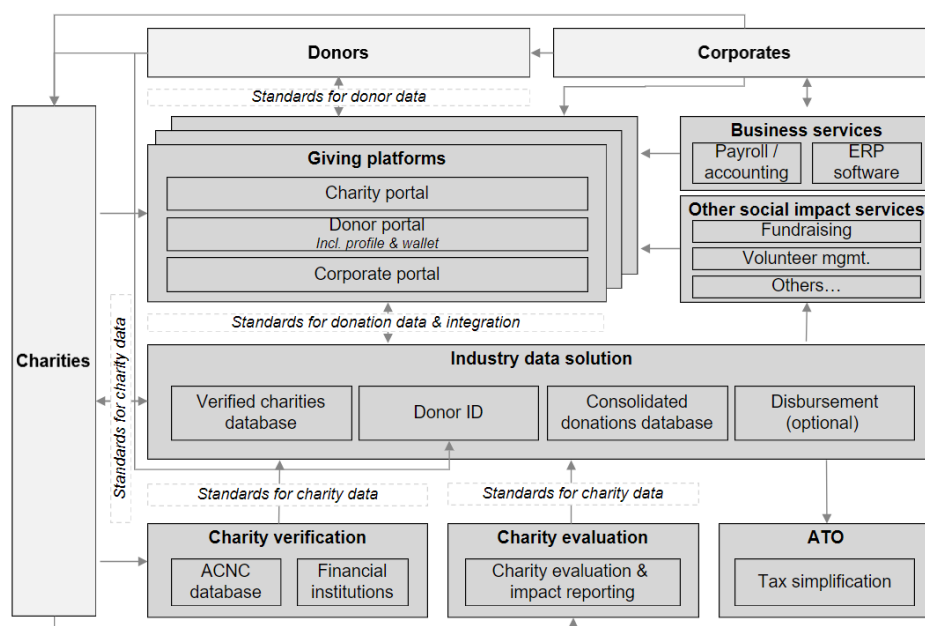 Donors
Corporates
Standards for donor data
Business services
Payroll /
accounting
ERP
software
Giving platforms
Charity portal
Donor portal
Incl. profile & wallet
Corporate portal
Other social impact services
Fundraising
Volunteer mgmt.
Others…
Standards for donation data & integration
Charities
Standards for charity data
Industry data solution
Verified charities
database
Donor ID
Consolidated
donations database
Disbursement
(optional)
Standards for charity data
Standards for charity data
Charity verification
ACNC
database
Financial
institutions
Charity evaluation
Charity evaluation &
impact reporting
ATO
Tax simplification